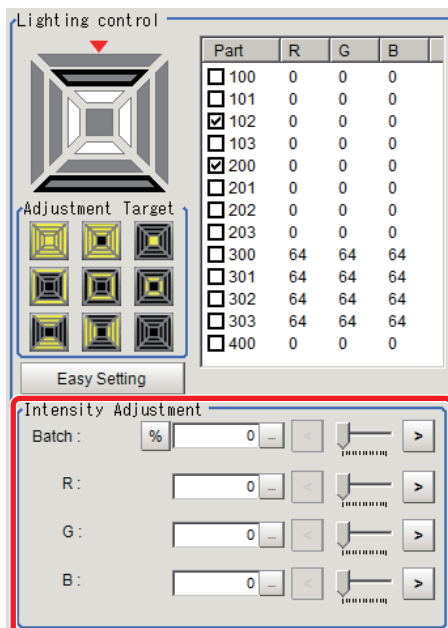 Lighting control
Part R G B
100 0 0 0
101 0 0 0
102 0 0 0
103 0 0 0
200 0 0 0
201 0 0 0
202 0 0 0
203 0 0 0
300 64 64 64
301 64 64 64
302 64 64 64
303 64 64 64
400 0 0 0
Adjustment Target
Easy Setting
Intensity Adjustment
Batch : % 0 ... < >
R : 0 ... < >
G : 0 ... < >
B : 0 ... < >